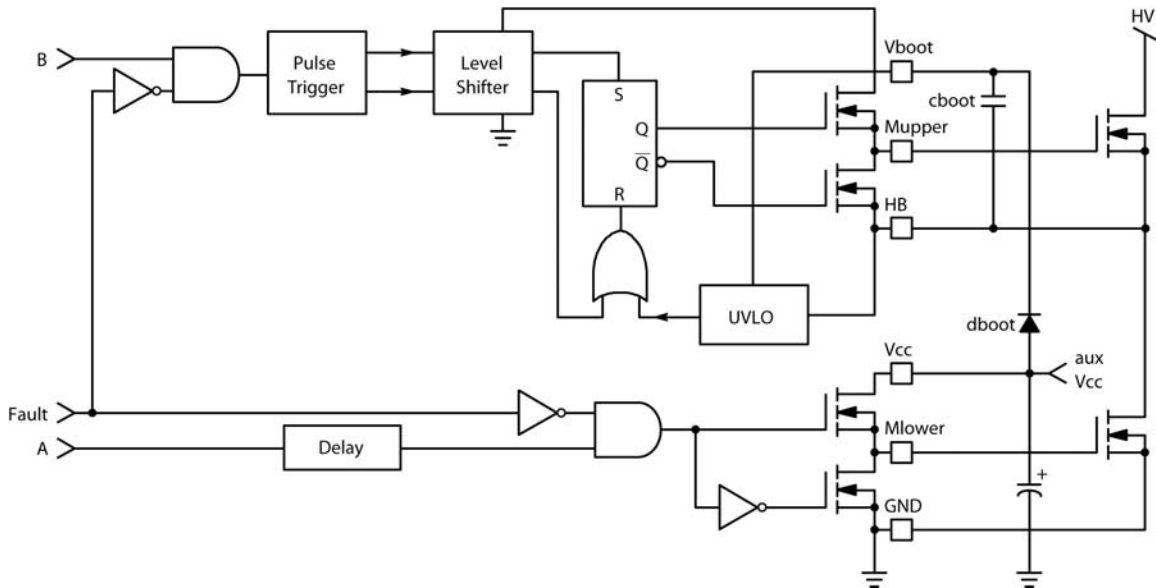 HV
B
Pulse
Trigger
Level
Shifter
Vboot
cboot
S
Q
Q̅
R
Mupper
HB
UVLO
dboot
Vcc
aux
Vcc
Fault
A
Delay
Mlower
+
GND